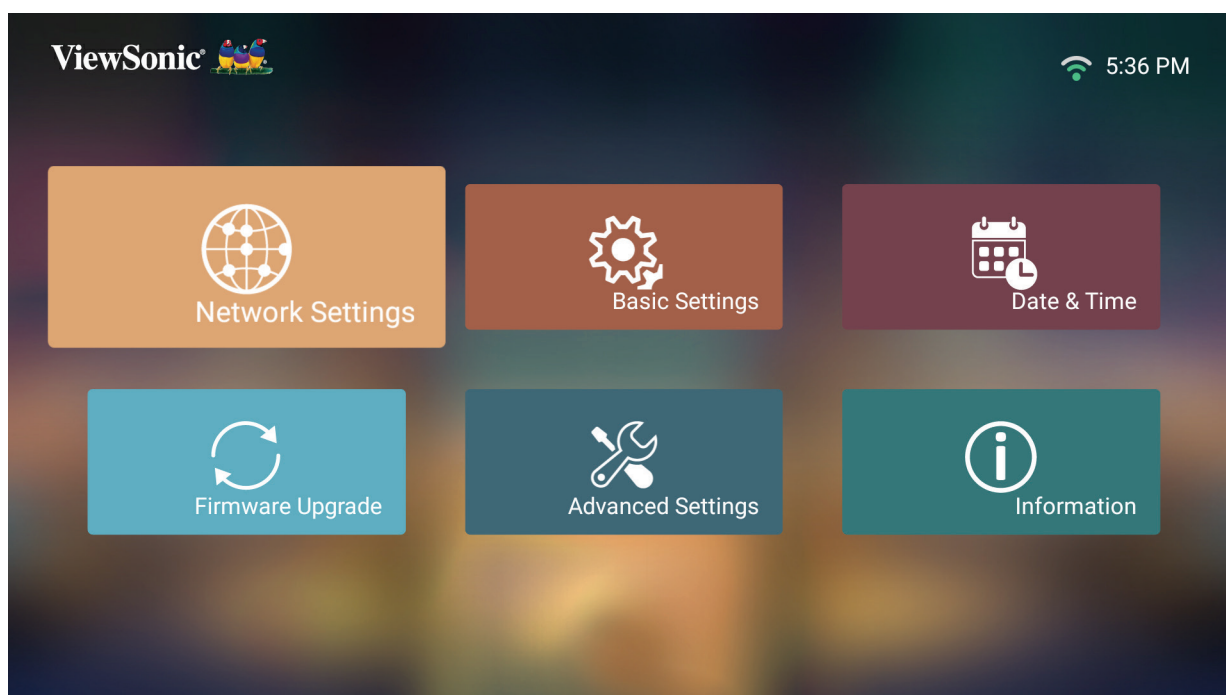 ViewSonic®
5:36 PM
Network Settings
Basic Settings
Date & Time
Firmware Upgrade
Advanced Settings
Information